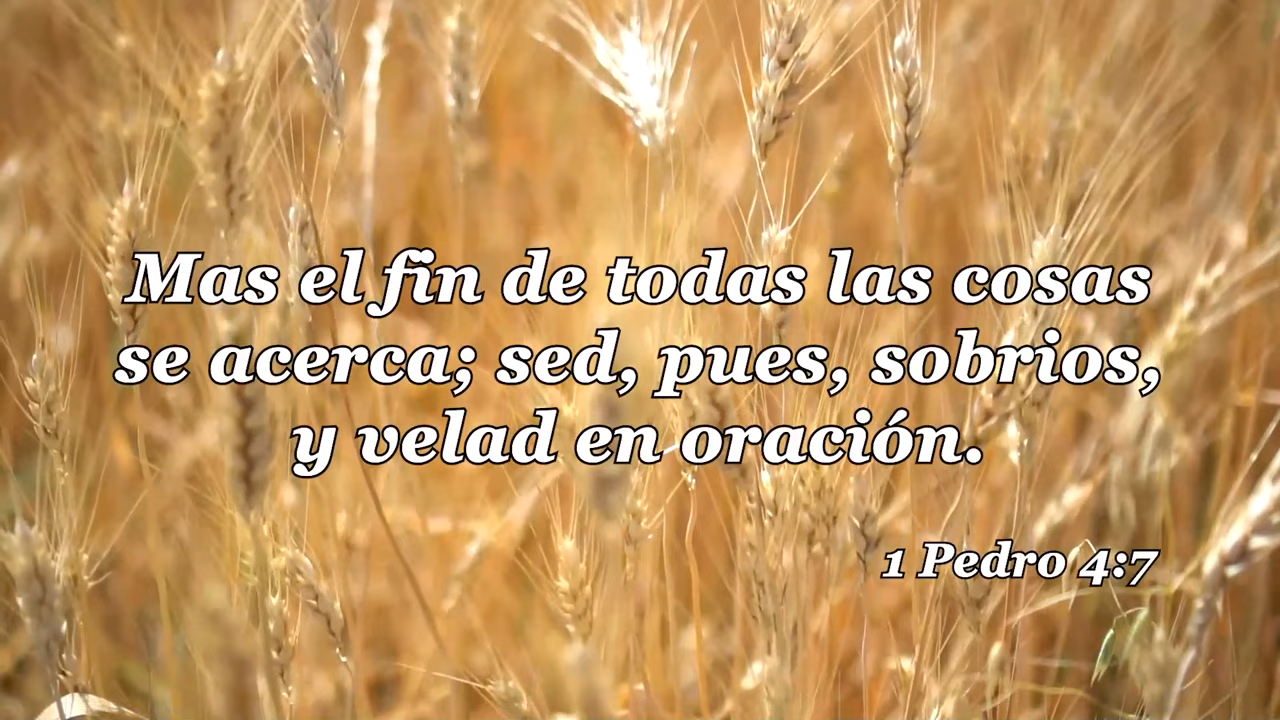 Mas el fin de todas las cosas
se acerca; sed, pues, sobrios,
y velad en oración.
1 Pedro 4:7